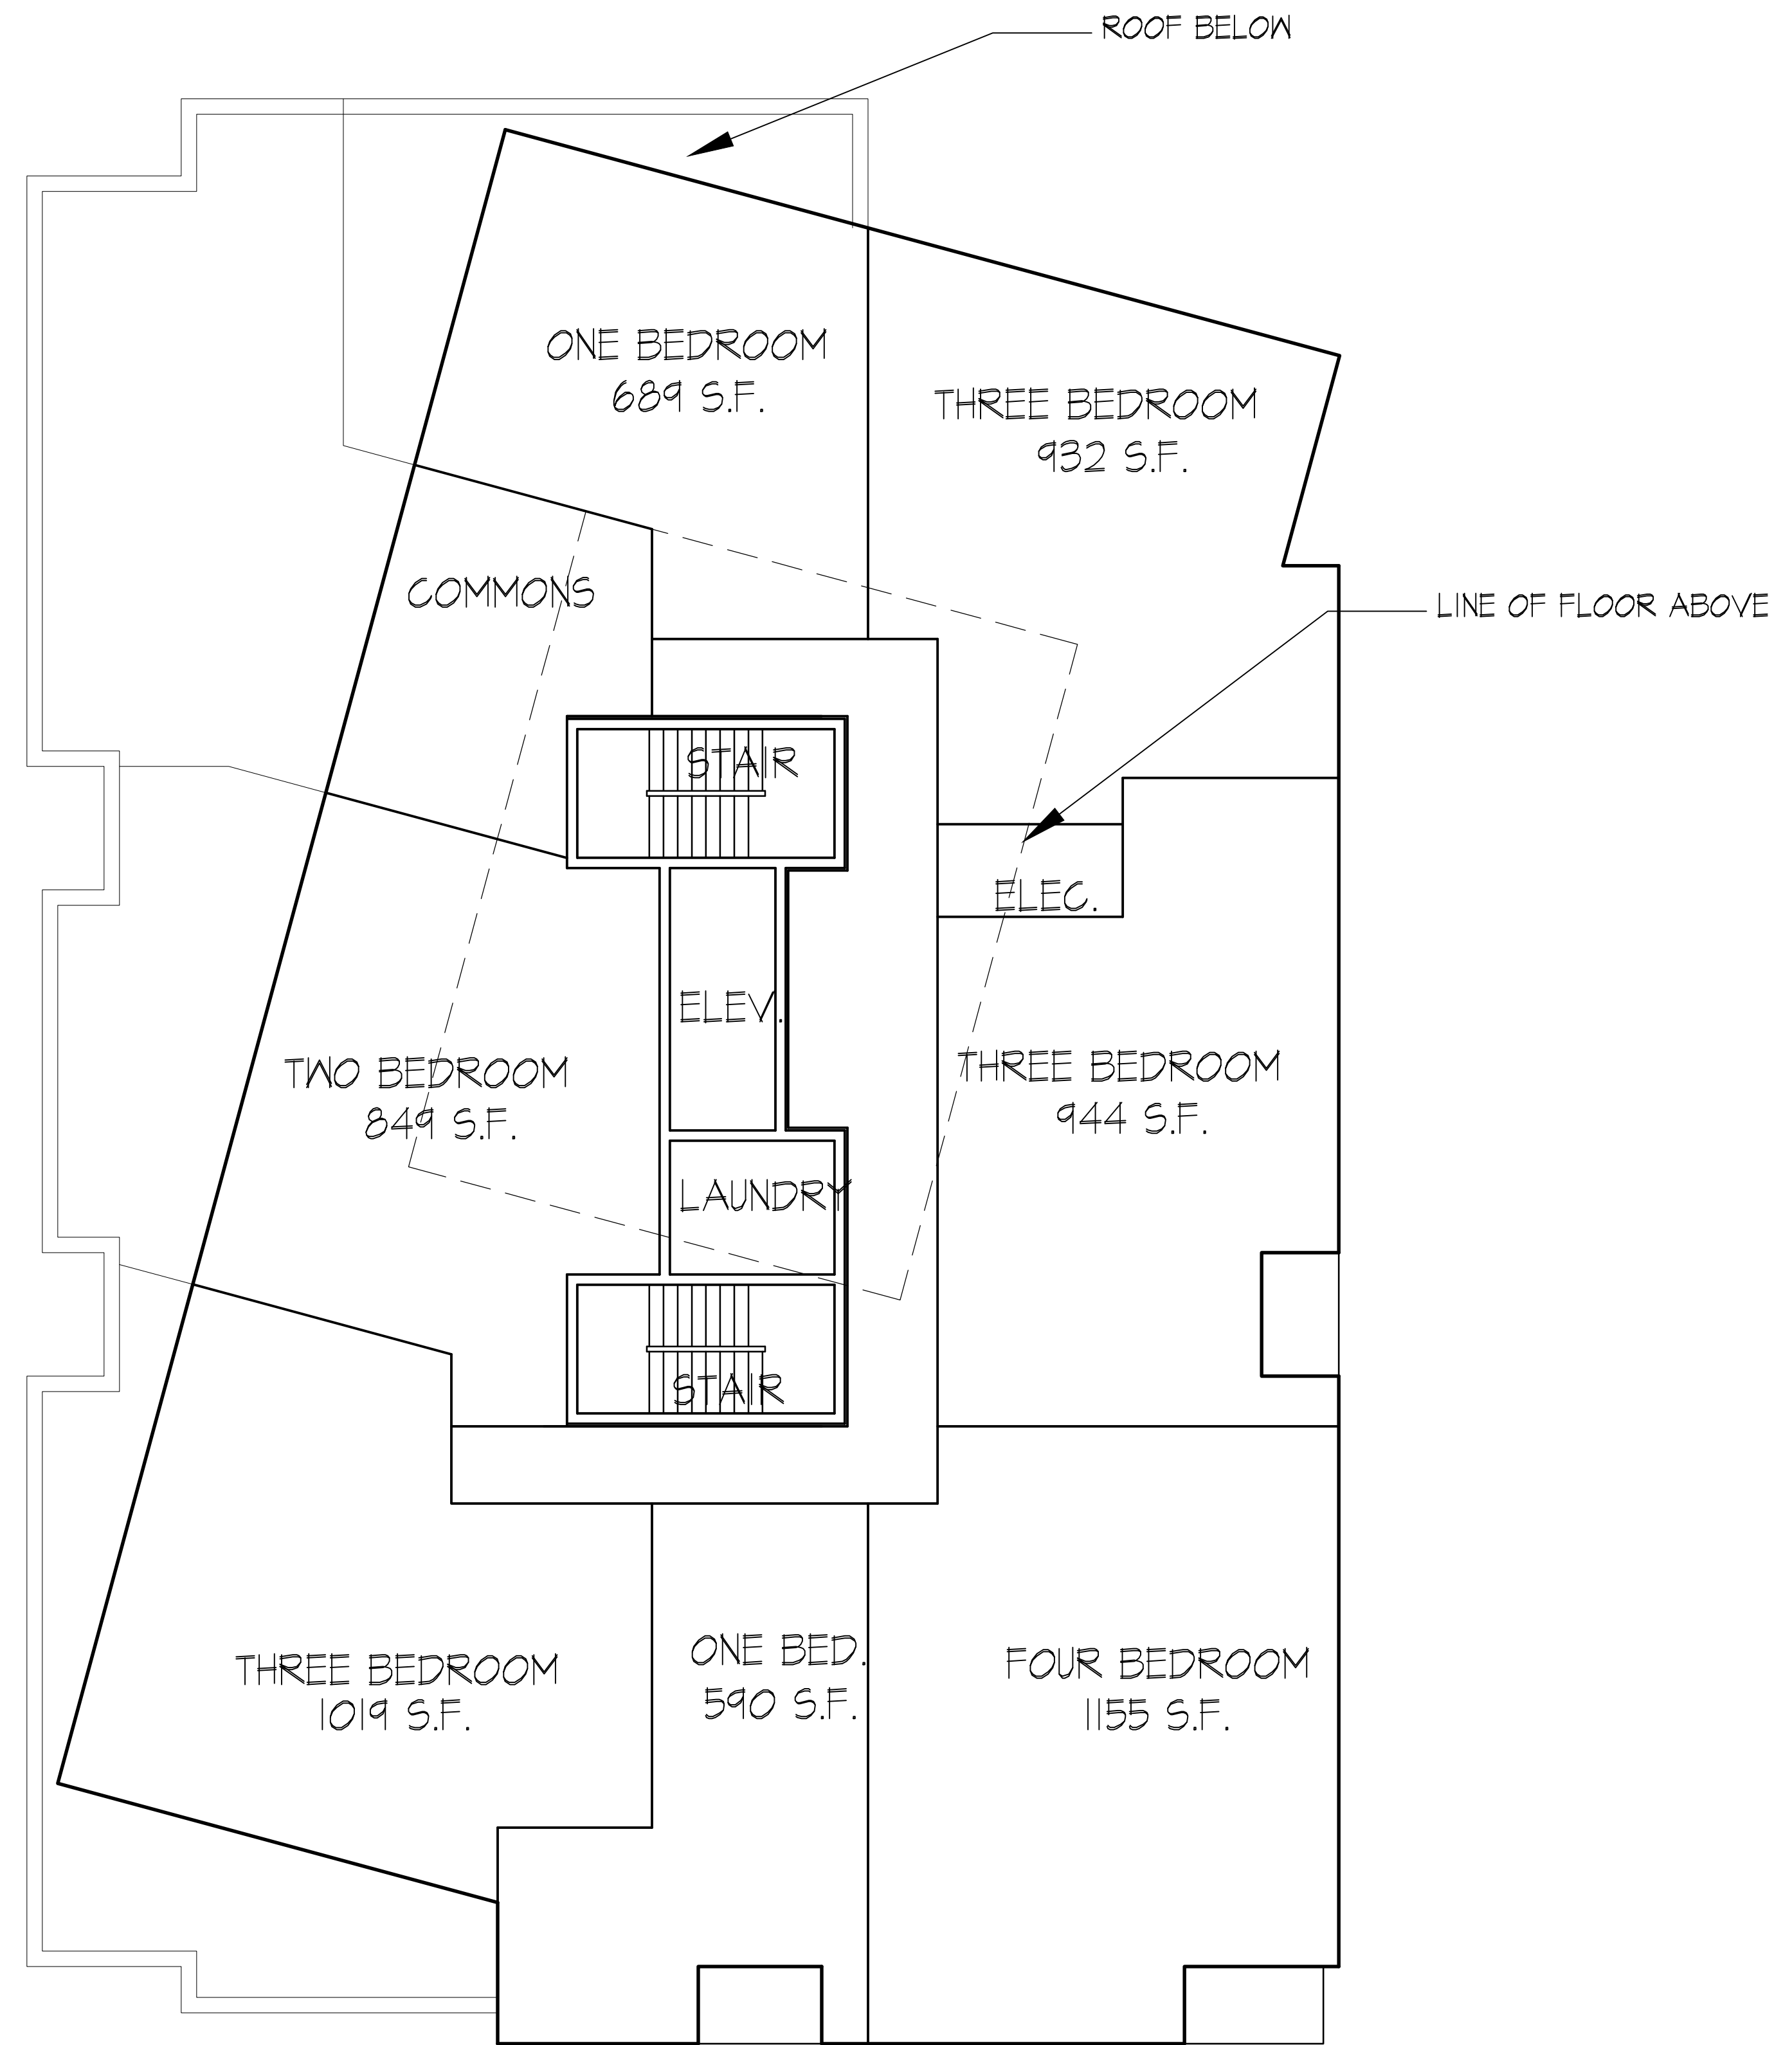 ROOF BELOW
ONE BEDROOM
689 S.F.
THREE BEDROOM
932 S.F.
COMMONS
LINE OF FLOOR ABOVE
STAIR
ELEC.
ELEV.
TWO BEDROOM
849 S.F.
THREE BEDROOM
944 S.F.
LAUNDRY
STAIR
THREE BEDROOM
1019 S.F.
ONE BED.
590 S.F.
FOUR BEDROOM
1155 S.F.